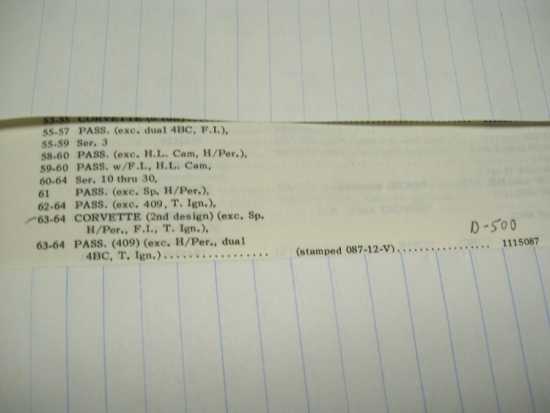 CORVETTE
55-57 PASS. (exc. dual 4BC, F.I.),
55-59 Ser. 3
58-60 PASS. (exc. H.L. Cam, H/Per.),
59-60 PASS. w/F.I., H.L. Cam,
60-64 Ser. 10 thru 30,
61 PASS. (exc. Sp. H/Per.),
62-64 PASS. (exc. 409, T. Ign.),
63-64 CORVETTE (2nd design) (exc. Sp.
H/Per., F.I., T. Ign.),
D-500
63-64 PASS. (409) (exc. H/Per., dual
4BC, T. Ign.).................. (stamped 087-12-V)................. 1115087